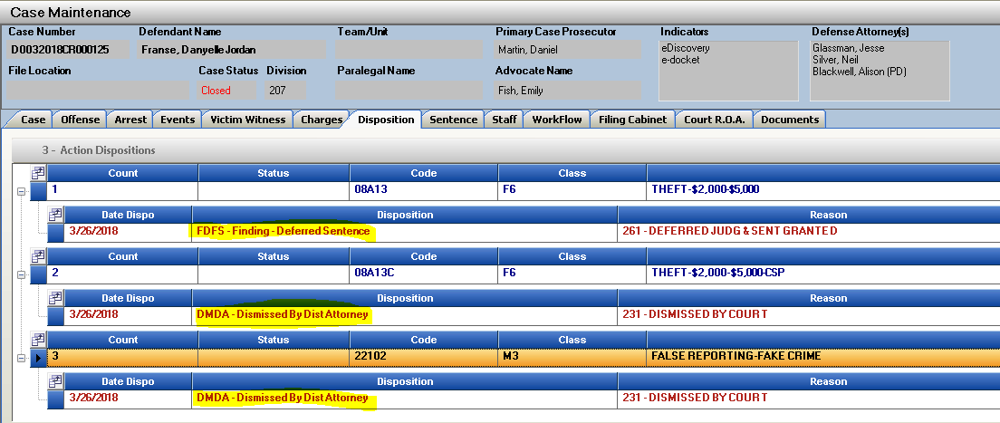 Case Maintenance
Case Number Defendant Name Team/Unit Primary Case Prosecutor Indicators Defense Attorney(s)
D0032018CR000125 Franse, Danyelle Jordan Martin, Daniel eDiscovery Glassman, Jesse
e-docket Silver, Neil
File Location Case Status Division Paralegal Name Advocate Name Blackwell, Alison (PD)
Closed 207 Fish, Emily
Case Offense Arrest Events Victim Witness Charges Disposition Sentence Staff WorkFlow Filing Cabinet Court R.O.A. Documents
3 - Action Dispositions
Count Status Code Class
1 08A13 F6 THEFT-$2,000-$5,000
Date Dispo Disposition Reason
3/26/2018 FDFS - Finding - Deferred Sentence 261 - DEFERRED JUDG & SENT GRANTED
Count Status Code Class
2 08A13C F6 THEFT-$2,000-$5,000-CSP
Date Dispo Disposition Reason
3/26/2018 DMDA - Dismissed By Dist Attorney 231 - DISMISSED BY COURT
Count Status Code Class
3 22102 M3 FALSE REPORTING-FAKE CRIME
Date Dispo Disposition Reason
3/26/2018 DMDA - Dismissed By Dist Attorney 231 - DISMISSED BY COURT